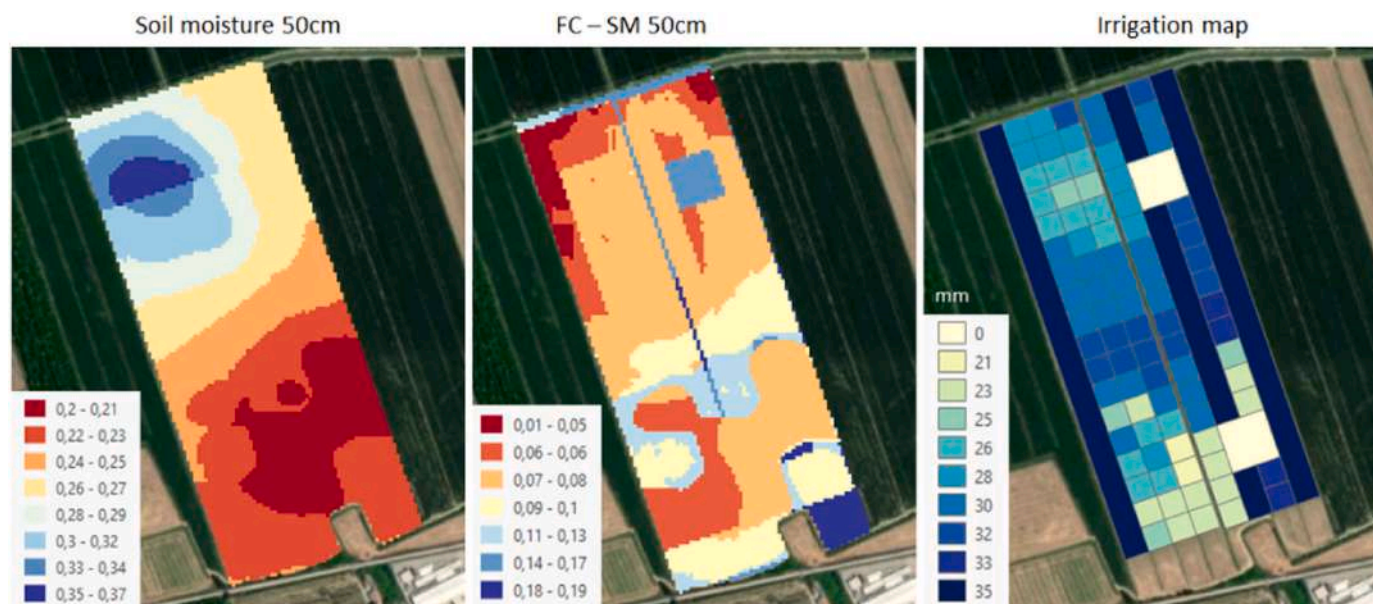 Soil moisture 50cm
FC – SM 50cm
Irrigation map
0,2 - 0,21
0,22 - 0,23
0,24 - 0,25
0,26 - 0,27
0,28 - 0,29
0,3 - 0,32
0,33 - 0,34
0,35 - 0,37
0,01 - 0,05
0,06 - 0,06
0,07 - 0,08
0,09 - 0,1
0,11 - 0,13
0,14 - 0,17
0,18 - 0,19
mm
0
21
23
25
26
28
30
32
33
35